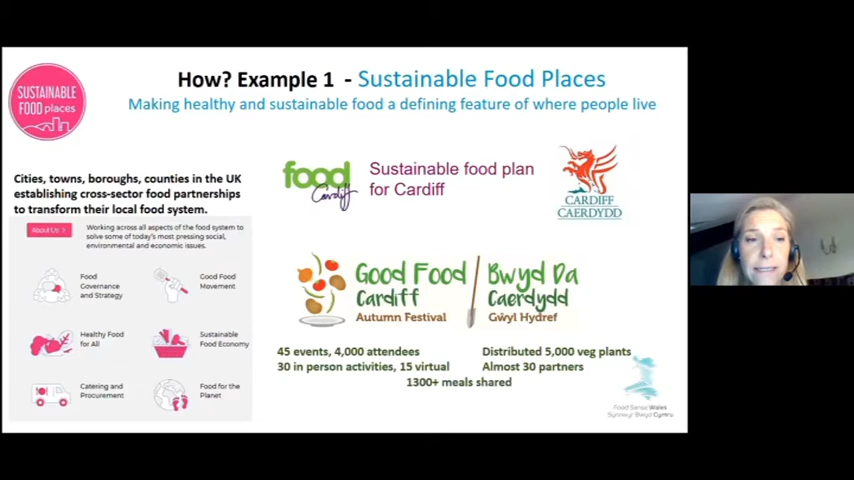 How? Example 1 - Sustainable Food Places
Making healthy and sustainable food a defining feature of where people live
SUSTAINABLE
FOOD places
Cities, towns, boroughs, counties in the UK
establishing cross-sector food partnerships
to transform their local food system.
About Us >
Working across all aspects of the food system to
solve some of today's most pressing social,
environmental and economic issues.
Food
Governance
and Strategy
Good Food
Movement
Healthy Food
for All
Sustainable
Food Economy
Catering and
Procurement
Food for the
Planet
food
Cardiff
Sustainable food plan
for Cardiff
CARDIFF
CAERDYDD
Good Food
Cardiff
Autumn Festival
Bwyd Da
Caerdydd
Gŵyl Hydref
45 events, 4,000 attendees
30 in person activities, 15 virtual
Distributed 5,000 veg plants
Almost 30 partners
1300+ meals shared
Food Sense Wales
Synnwyr Bwyd Cymru